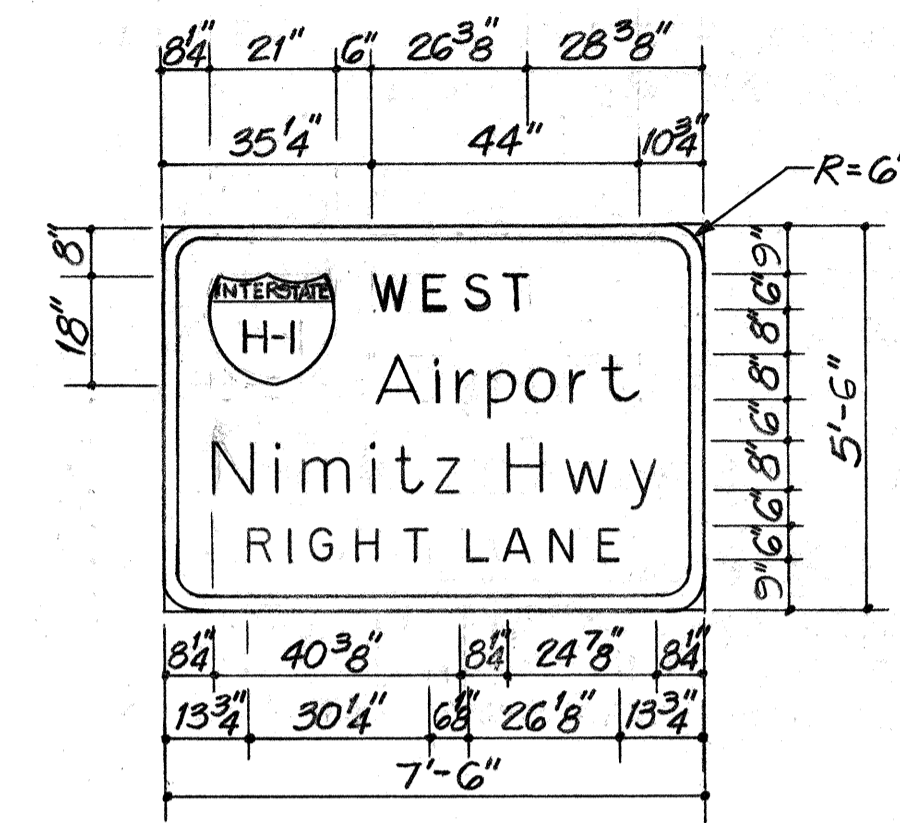 8¼" 21" 6" 26⅜" 28⅜"
35¼" 44" 10¾"
R=6"
8"
18"
INTERSTATE
H-1
WEST
Airport
Nimitz Hwy
RIGHT LANE
9" 6" 8" 8" 6" 8" 6" 6" 9"
5'-6"
8¼" 40⅜" 8¼" 24⅞" 8¼"
13¾" 30¼" 6⅛" 26⅛" 13¾"
7'-6"